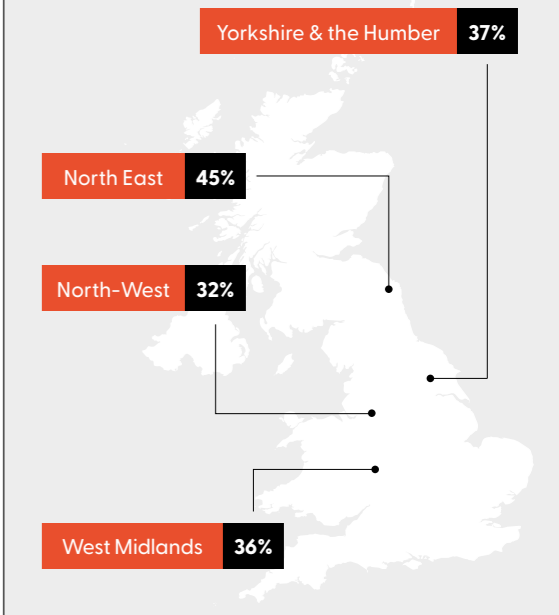 Yorkshire & the Humber 37%
North East 45%
North-West 32%
West Midlands 36%